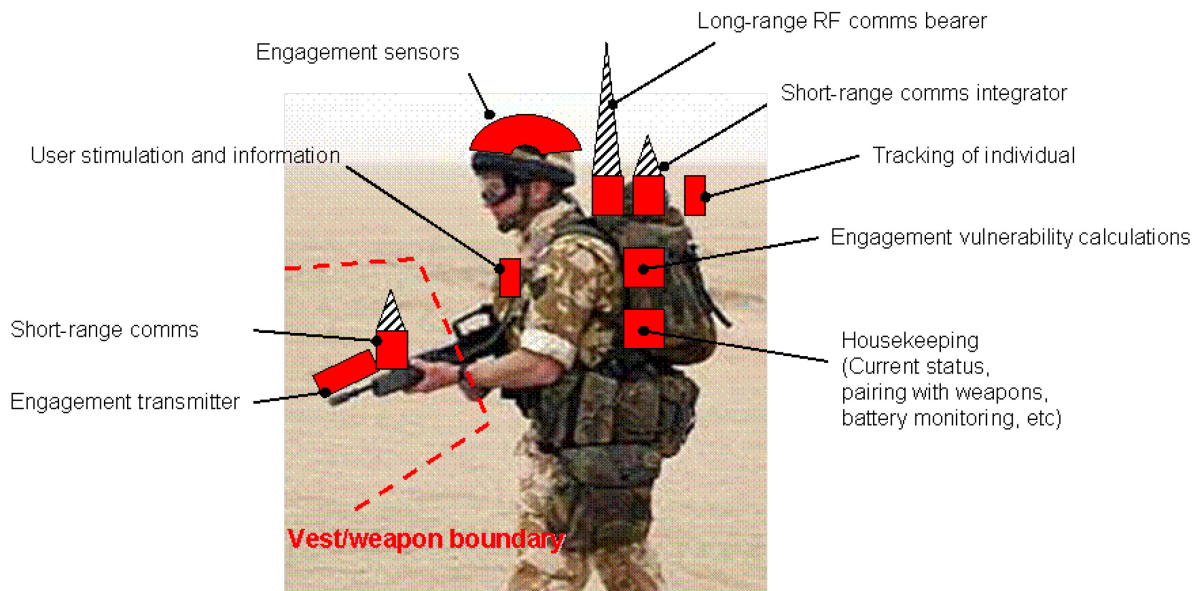 Long-range RF comms bearer
Engagement sensors
Short-range comms integrator
User stimulation and information
Tracking of individual
Engagement vulnerability calculations
Short-range comms
Housekeeping
(Current status,
pairing with weapons,
battery monitoring, etc)
Engagement transmitter
Vest/weapon boundary